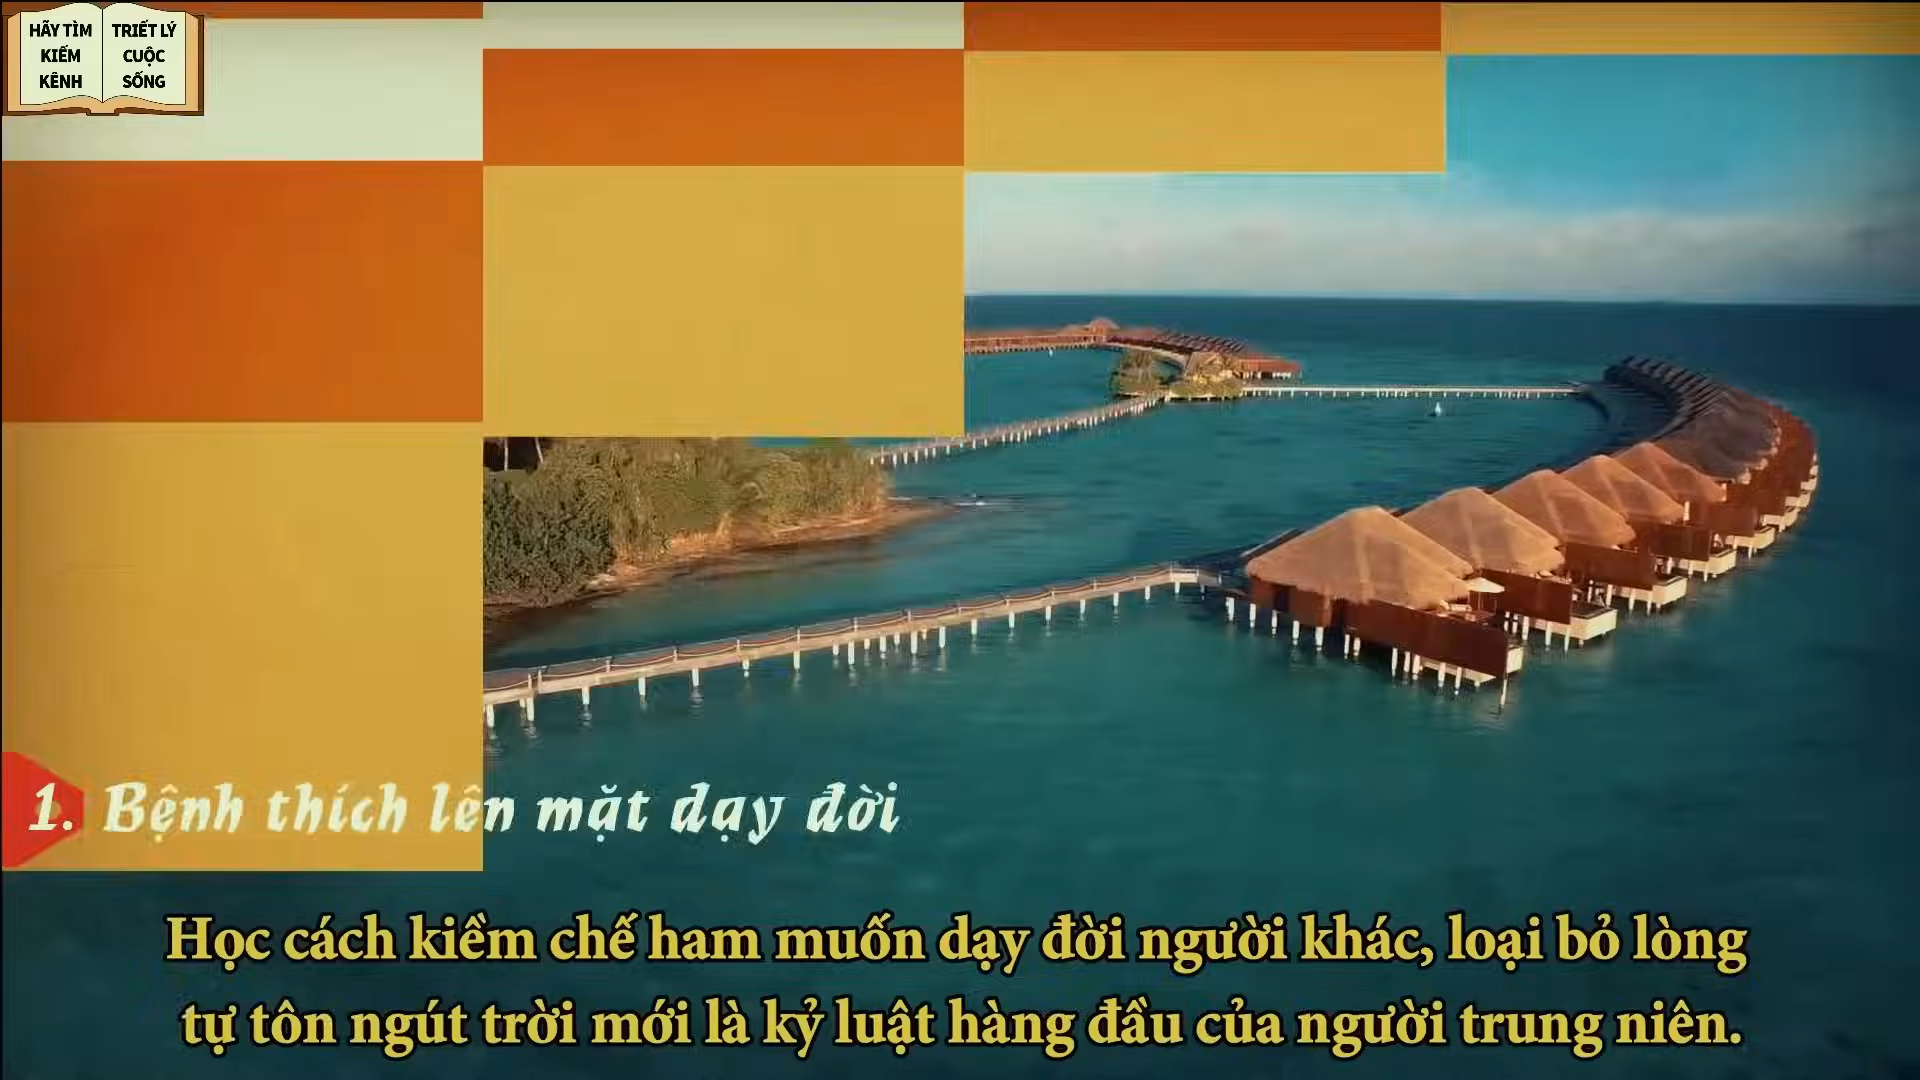 HÃY TÌM
KIẾM
KÊNH
TRIẾT LÝ
CUỘC
SỐNG
1. Bệnh thích lên mặt dạy đời
Học cách kiềm chế ham muốn dạy đời người khác, loại bỏ lòng
tự tôn ngút trời mới là kỷ luật hàng đầu của người trung niên.